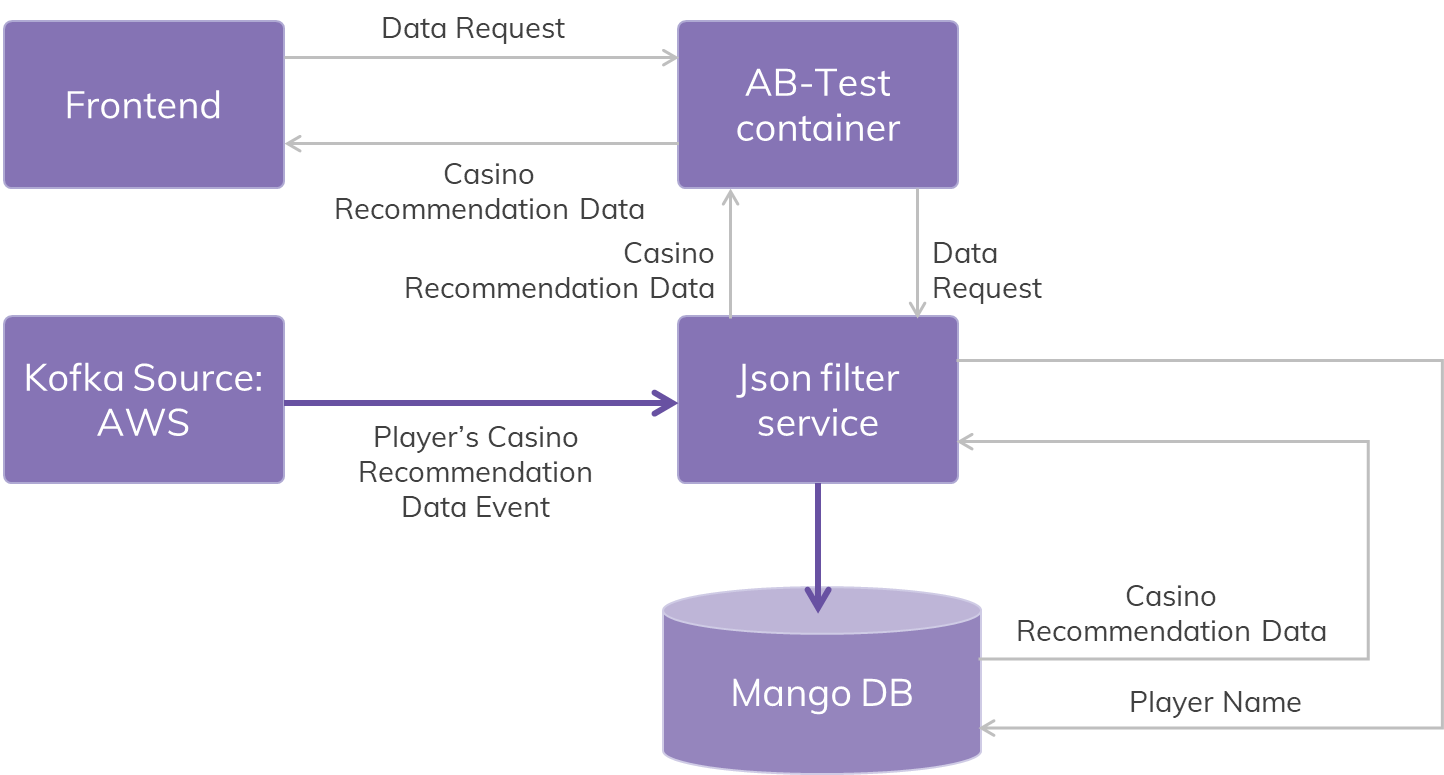 Data Request
Frontend
AB-Test
container
Casino
Recommendation Data
Casino
Recommendation Data
Data
Request
Kofka Source:
AWS
Json filter
service
Player’s Casino
Recommendation
Data Event
Casino
Recommendation Data
Mango DB
Player Name